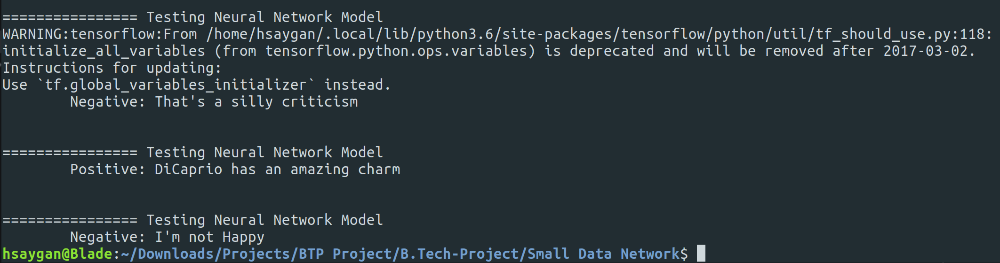 ================ Testing Neural Network Model
WARNING:tensorflow:From /home/hsaygan/.local/lib/python3.6/site-packages/tensorflow/python/util/tf_should_use.py:118:
initialize_all_variables (from tensorflow.python.ops.variables) is deprecated and will be removed after 2017-03-02.
Instructions for updating:
Use `tf.global_variables_initializer` instead.
        Negative: That's a silly criticism
================ Testing Neural Network Model
        Positive: DiCaprio has an amazing charm
================ Testing Neural Network Model
        Negative: I'm not Happy
hsaygan@Blade:~/Downloads/Projects/BTP Project/B.Tech-Project/Small Data Network$